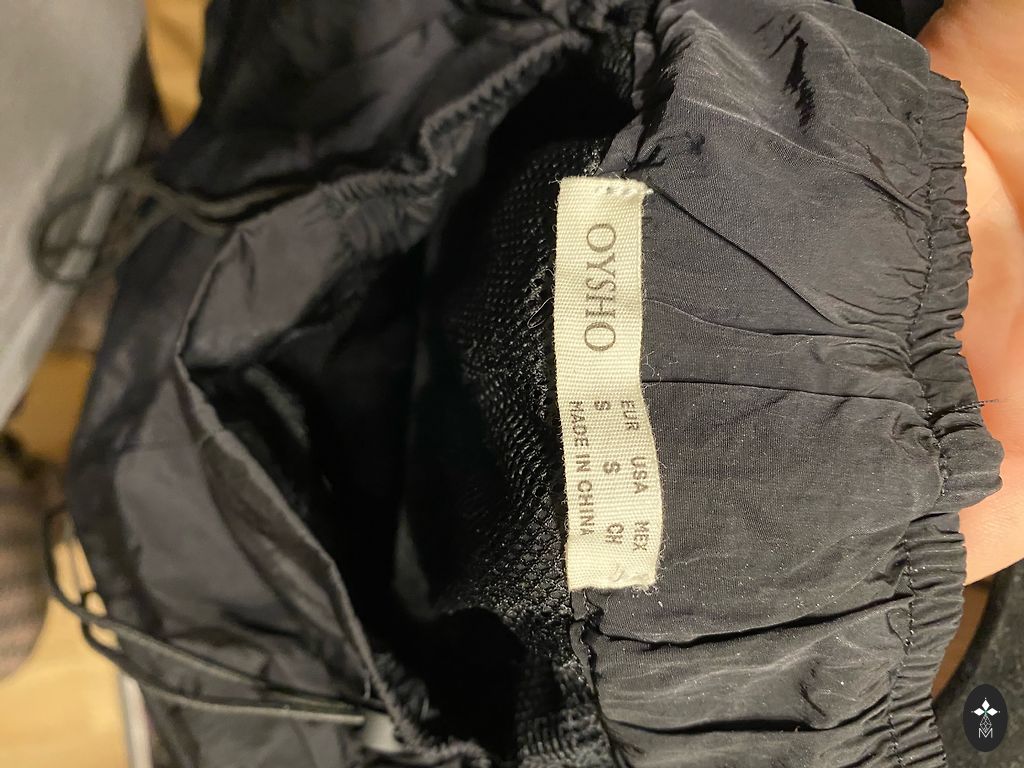 OYSHO
EUR USA MEX
S S CH
MADE IN CHINA
M